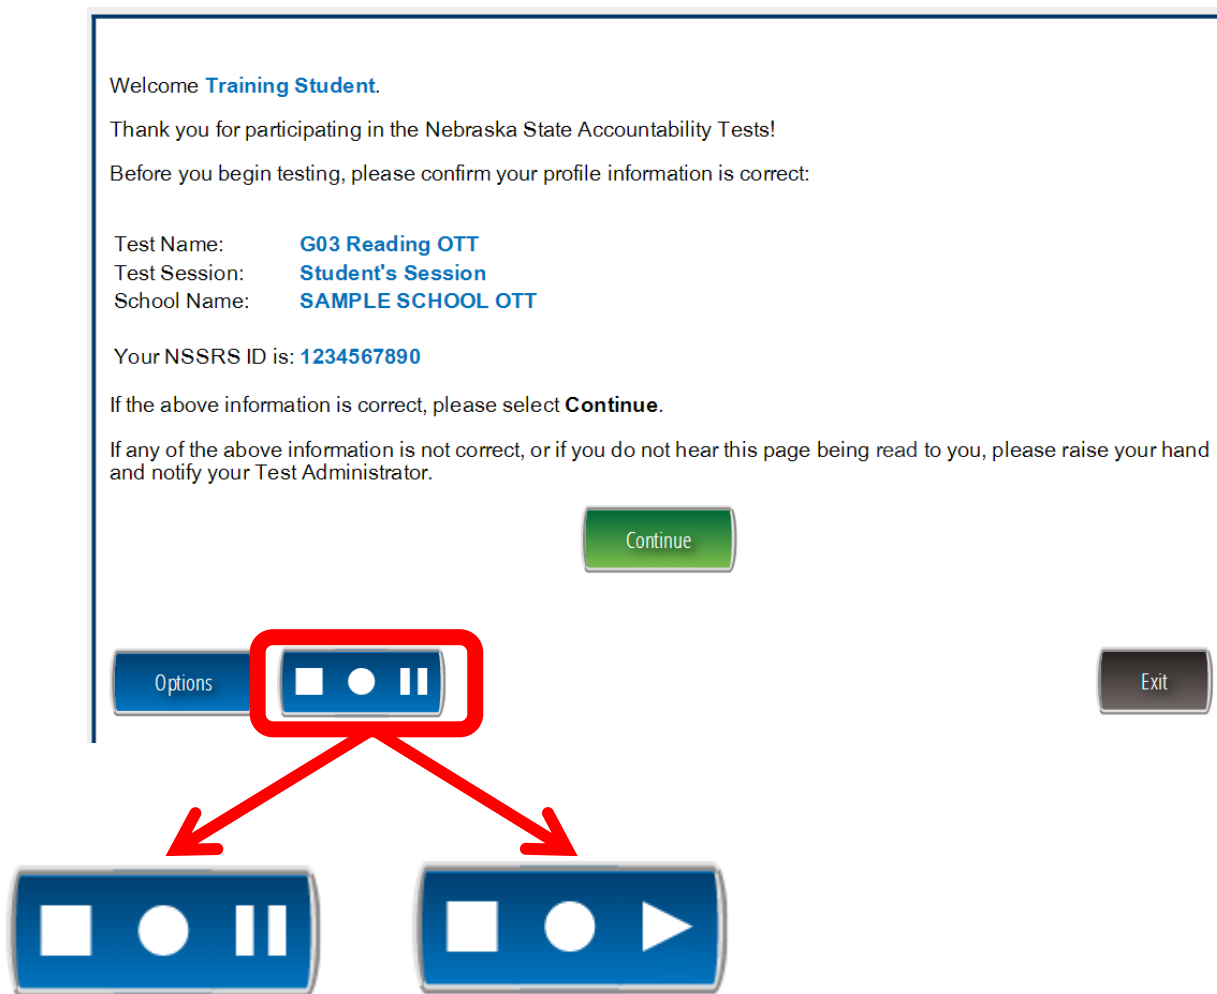 Welcome Training Student.
Thank you for participating in the Nebraska State Accountability Tests!
Before you begin testing, please confirm your profile information is correct:
Test Name: G03 Reading OTT
Test Session: Student's Session
School Name: SAMPLE SCHOOL OTT
Your NSSRS ID is: 1234567890
If the above information is correct, please select Continue.
If any of the above information is not correct, or if you do not hear this page being read to you, please raise your hand
and notify your Test Administrator.
Continue
Options
Exit